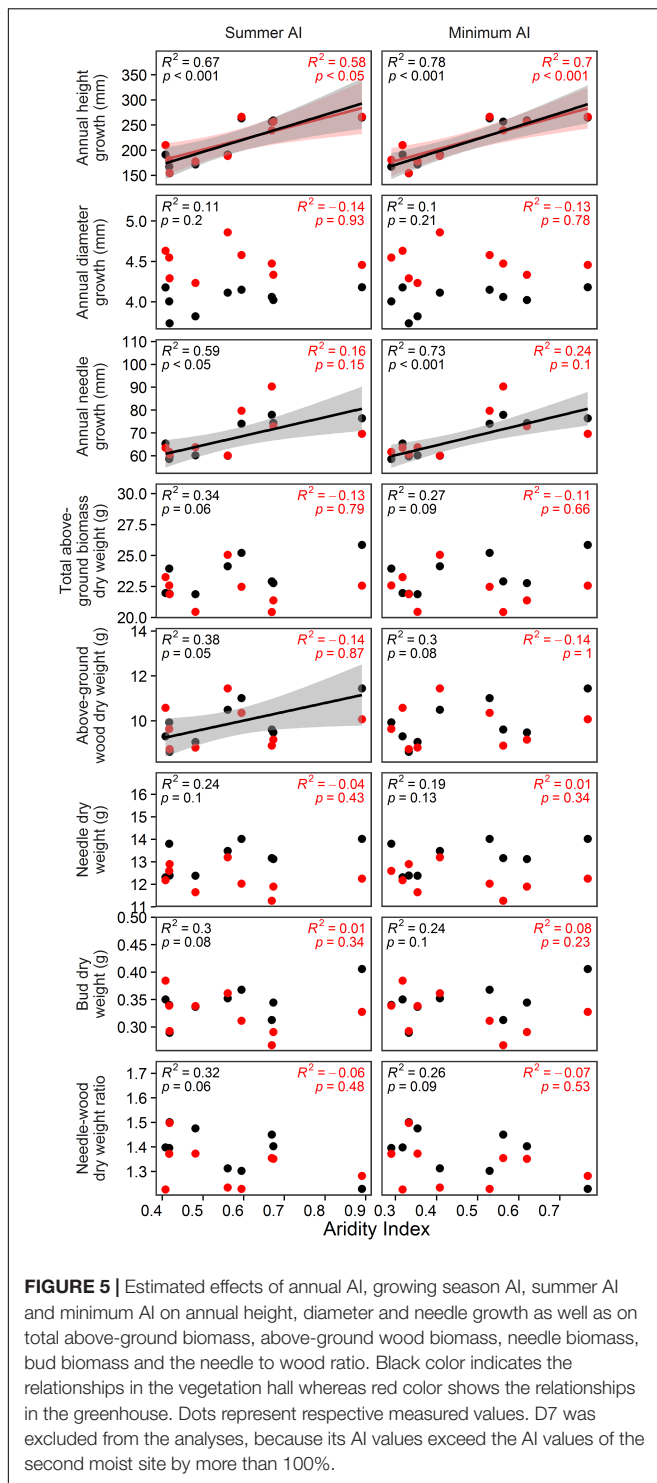 Summer AI
Minimum AI
Annual height
growth (mm)
350
300
250
200
150
R² = 0.67
p < 0.001
R² = 0.58
p < 0.05
R² = 0.78
p < 0.001
R² = 0.7
p < 0.001
Annual diameter
growth (mm)
5.0
4.5
4.0
R² = 0.11
p = 0.2
R² = −0.14
p = 0.93
R² = 0.1
p = 0.21
R² = −0.13
p = 0.78
Annual needle
growth (mm)
110
100
90
80
70
60
R² = 0.59
p < 0.05
R² = 0.16
p = 0.15
R² = 0.73
p < 0.001
R² = 0.24
p = 0.1
Total above-
ground biomass
dry weight (g)
30.0
27.5
25.0
22.5
20.0
R² = 0.34
p = 0.06
R² = −0.13
p = 0.79
R² = 0.27
p = 0.09
R² = −0.11
p = 0.66
Above-ground
wood dry weight (g)
14
12
10
R² = 0.38
p = 0.05
R² = −0.14
p = 0.87
R² = 0.3
p = 0.08
R² = −0.14
p = 1
Needle dry
weight (g)
16
15
14
13
12
11
R² = 0.24
p = 0.1
R² = −0.04
p = 0.43
R² = 0.19
p = 0.13
R² = 0.01
p = 0.34
Bud dry
weight (g)
0.50
0.45
0.40
0.35
0.30
R² = 0.3
p = 0.08
R² = 0.01
p = 0.34
R² = 0.24
p = 0.1
R² = 0.08
p = 0.23
Needle-wood
dry weight ratio
1.7
1.6
1.5
1.4
1.3
R² = 0.32
p = 0.06
R² = −0.06
p = 0.48
R² = 0.26
p = 0.09
R² = −0.07
p = 0.53
0.4 0.5 0.6 0.7 0.8 0.9
0.3 0.4 0.5 0.6 0.7
Aridity Index
FIGURE 5 | Estimated effects of annual AI, growing season AI, summer AI
and minimum AI on annual height, diameter and needle growth as well as on
total above-ground biomass, above-ground wood biomass, needle biomass,
bud biomass and the needle to wood ratio. Black color indicates the
relationships in the vegetation hall whereas red color shows the relationships
in the greenhouse. Dots represent respective measured values. D7 was
excluded from the analyses, because its AI values exceed the AI values of the
second moist site by more than 100%.